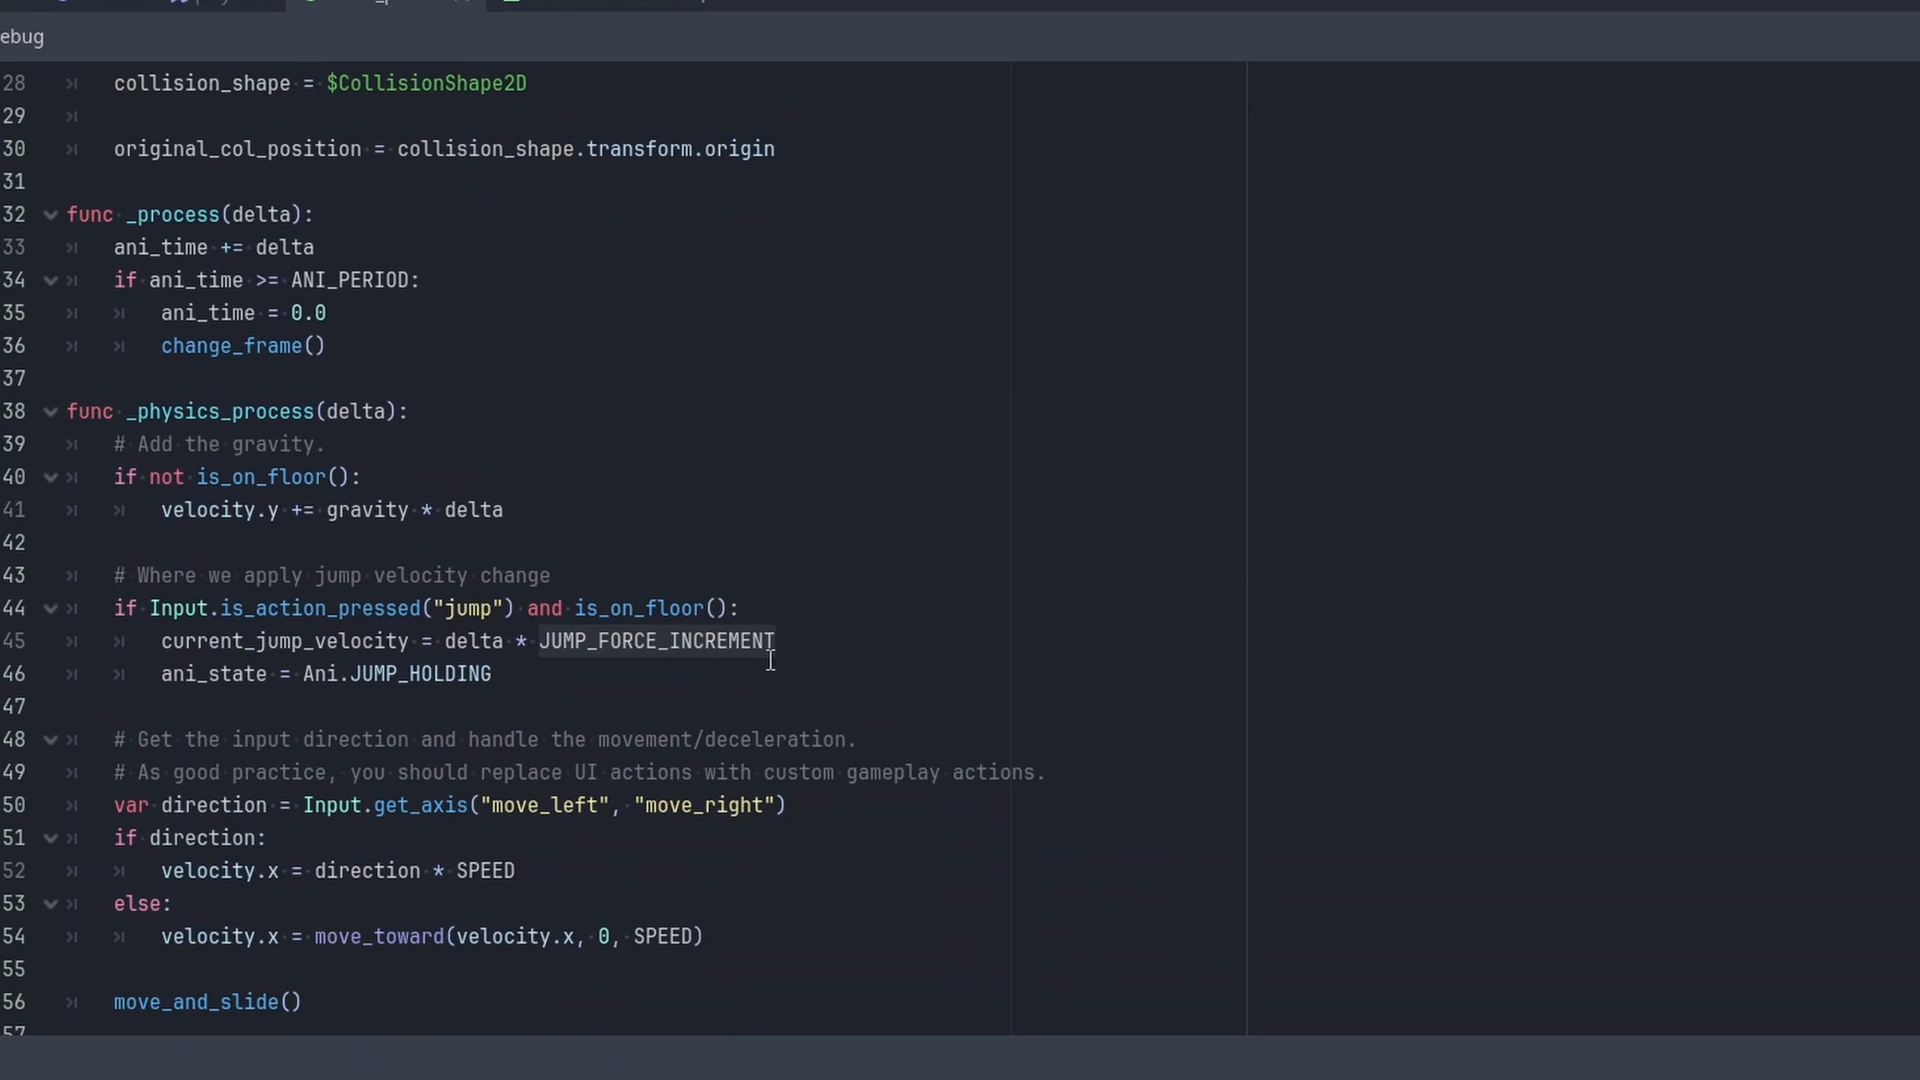 ebug
28 collision_shape = $CollisionShape2D
29
30 original_col_position = collision_shape.transform.origin
31
32 func _process(delta):
33 ani_time += delta
34 if ani_time >= ANI_PERIOD:
35 ani_time = 0.0
36 change_frame()
37
38 func _physics_process(delta):
39 # Add the gravity.
40 if not is_on_floor():
41 velocity.y += gravity * delta
42
43 # Where we apply jump velocity change
44 if Input.is_action_pressed("jump") and is_on_floor():
45 current_jump_velocity = delta * JUMP_FORCE_INCREMENT
46 ani_state = Ani.JUMP_HOLDING
47
48 # Get the input direction and handle the movement/deceleration.
49 # As good practice, you should replace UI actions with custom gameplay actions.
50 var direction = Input.get_axis("move_left", "move_right")
51 if direction:
52 velocity.x = direction * SPEED
53 else:
54 velocity.x = move_toward(velocity.x, 0, SPEED)
55
56 move_and_slide()
57